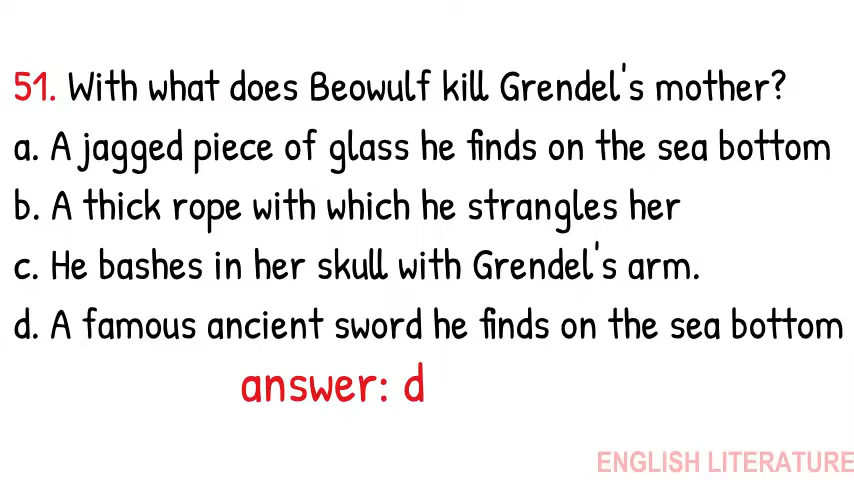 51. With what does Beowulf kill Grendel's mother?
a. A jagged piece of glass he finds on the sea bottom
b. A thick rope with which he strangles her
c. He bashes in her skull with Grendel's arm.
d. A famous ancient sword he finds on the sea bottom
answer: d
ENGLISH LITERATURE